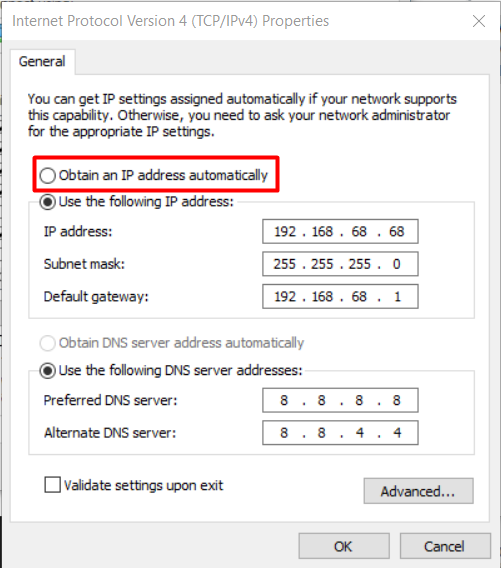 Internet Protocol Version 4 (TCP/IPv4) Properties
General
You can get IP settings assigned automatically if your network supports
this capability. Otherwise, you need to ask your network administrator
for the appropriate IP settings.
Obtain an IP address automatically
Use the following IP address:
IP address: 192 . 168 . 68 . 68
Subnet mask: 255 . 255 . 255 . 0
Default gateway: 192 . 168 . 68 . 1
Obtain DNS server address automatically
Use the following DNS server addresses:
Preferred DNS server: 8 . 8 . 8 . 8
Alternate DNS server: 8 . 8 . 4 . 4
Validate settings upon exit
Advanced...
OK Cancel